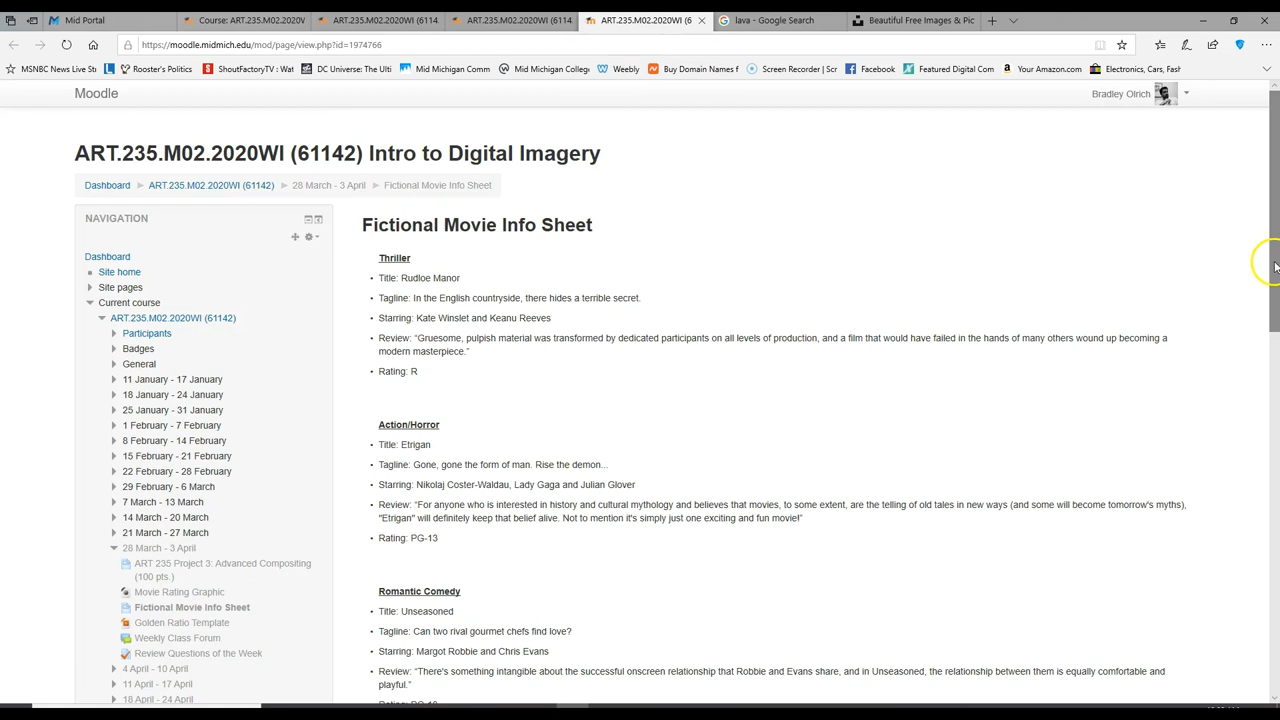 Mid Portal
Course: ART.235.M02.2020WI
ART.235.M02.2020WI (61142
ART.235.M02.2020WI (6114
ART.235.M02.2020WI (6
lava - Google Search
Beautiful Free Images & Pic
https://moodle.midmich.edu/mod/page/view.php?id=1974766
MSNBC News Live Str
Rooster's Politics
ShoutFactoryTV : Wat
DC Universe: The Ulti
Mid Michigan Comm
Mid Michigan College
Weebly
Buy Domain Names f
Screen Recorder | Scr
Facebook
Featured Digital Com
Your Amazon.com
Electronics, Cars, Fash
Moodle
Bradley Olrich
ART.235.M02.2020WI (61142) Intro to Digital Imagery
Dashboard
ART.235.M02.2020WI (61142)
28 March - 3 April
Fictional Movie Info Sheet
NAVIGATION
Dashboard
Site home
Site pages
Current course
ART.235.M02.2020WI (61142)
Participants
Badges
General
11 January - 17 January
18 January - 24 January
25 January - 31 January
1 February - 7 February
8 February - 14 February
15 February - 21 February
22 February - 28 February
29 February - 6 March
7 March - 13 March
14 March - 20 March
21 March - 27 March
28 March - 3 April
ART 235 Project 3: Advanced Compositing
(100 pts.)
Movie Rating Graphic
Fictional Movie Info Sheet
Golden Ratio Template
Weekly Class Forum
Review Questions of the Week
4 April - 10 April
11 April - 17 April
18 April - 24 April
Fictional Movie Info Sheet
Thriller
• Title: Rudloe Manor
• Tagline: In the English countryside, there hides a terrible secret.
• Starring: Kate Winslet and Keanu Reeves
• Review: “Gruesome, pulpish material was transformed by dedicated participants on all levels of production, and a film that would have failed in the hands of many others wound up becoming a
modern masterpiece.”
• Rating: R
Action/Horror
• Title: Etrigan
• Tagline: Gone, gone the form of man. Rise the demon...
• Starring: Nikolaj Coster-Waldau, Lady Gaga and Julian Glover
• Review: “For anyone who is interested in history and cultural mythology and believes that movies, to some extent, are the telling of old tales in new ways (and some will become tomorrow's myths),
"Etrigan" will definitely keep that belief alive. Not to mention it's simply just one exciting and fun movie!”
• Rating: PG-13
Romantic Comedy
• Title: Unseasoned
• Tagline: Can two rival gourmet chefs find love?
• Starring: Margot Robbie and Chris Evans
• Review: “There's something intangible about the successful onscreen relationship that Robbie and Evans share, and in Unseasoned, the relationship between them is equally comfortable and
playful.”